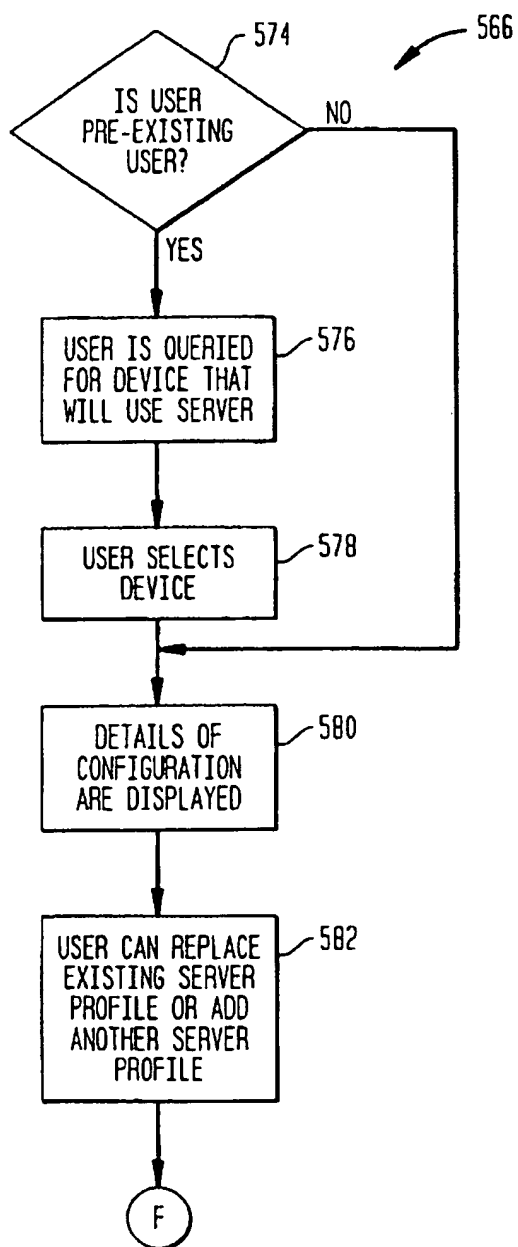 574
566
IS USER
PRE-EXISTING
USER?
NO
YES
USER IS QUERIED
FOR DEVICE THAT
WILL USE SERVER
576
USER SELECTS
DEVICE
578
DETAILS OF
CONFIGURATION
ARE DISPLAYED
580
USER CAN REPLACE
EXISTING SERVER
PROFILE OR ADD
ANOTHER SERVER
PROFILE
582
F